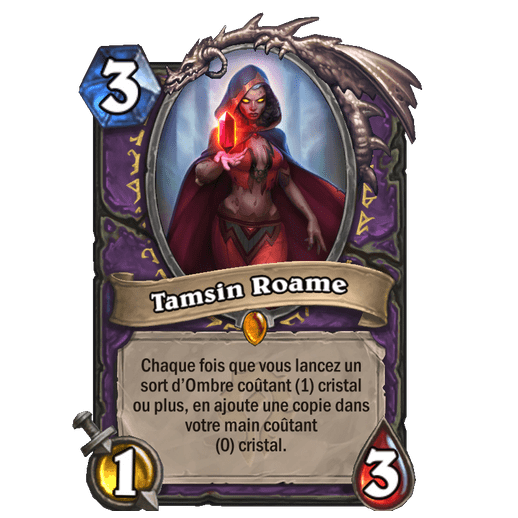 3
Tamsin Roame
Chaque fois que vous lancez un
sort d'Ombre coûtant (1) cristal
ou plus, en ajoute une copie dans
votre main coûtant
(0) cristal.
1
3